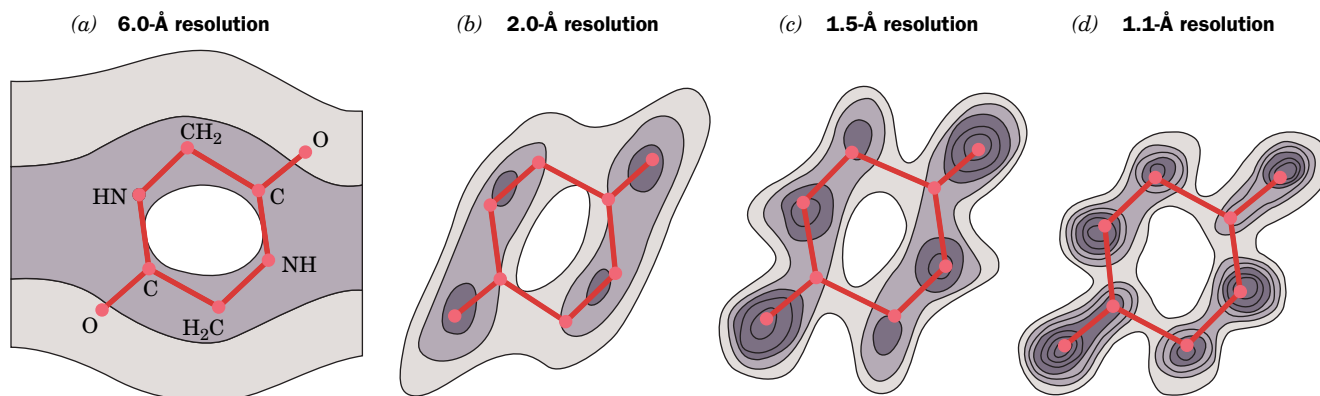 (a) 6.0-Å resolution
(b) 2.0-Å resolution
(c) 1.5-Å resolution
(d) 1.1-Å resolution
CH₂
O
HN
C
NH
C
O
H₂C